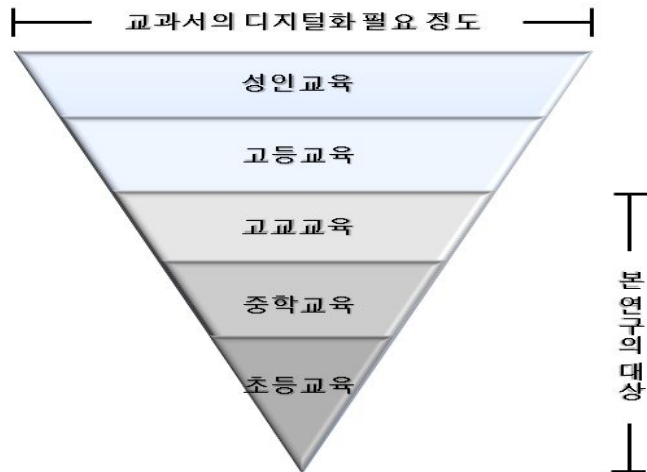 교과서의 디지털화 필요 정도
성인교육
고등교육
고교교육
중학교육
초등교육
본 연구의 대상